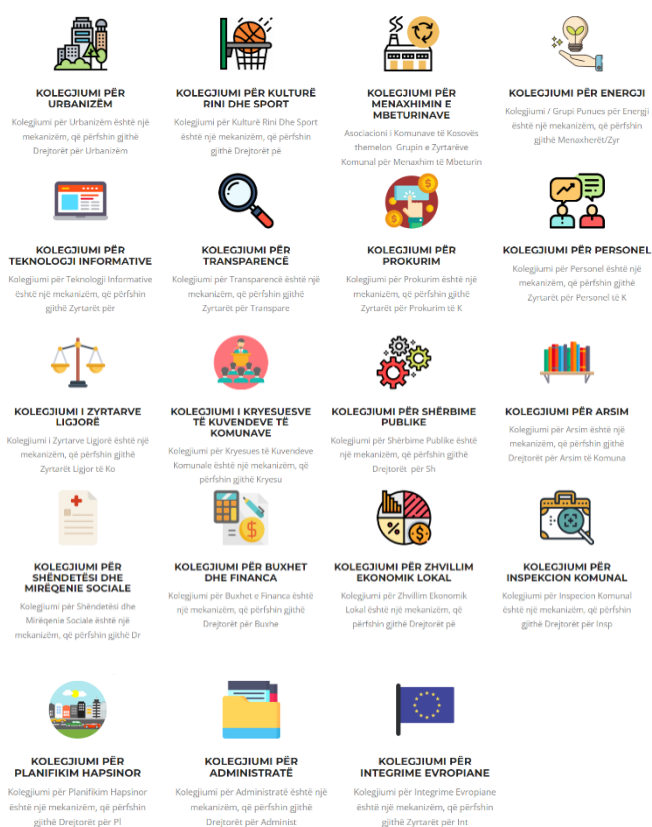 KOLEGJIUMI PËR
URBANIZËM
Kolegjiumi për Urbanizëm është një
mekanizëm, që përfshin gjithë
Drejtorët për Urbanizëm
KOLEGJIUMI PËR KULTURË
RINI DHE SPORT
Kolegjiumi për Kulturë Rini Dhe Sport
është një mekanizëm, që përfshin
gjithë Drejtorët pë
KOLEGJIUMI PËR
MENAXHIMIN E
MBETURINAVE
Asociacioni i Komunave të Kosovës
themelon Grupin e Zyrtarëve
Komunal për Menaxhim të Mbeturin
KOLEGJIUMI PËR ENERGJI
Kolegjiumi / Grupi Punues për Energji
është një mekanizëm, që përfshin
gjithë Menaxherët/Zyr
KOLEGJIUMI PËR
TEKNOLOGJI INFORMATIVE
Kolegjiumi për Teknologji Informative
është një mekanizëm, që përfshin
gjithë Zyrtarët për
KOLEGJIUMI PËR
TRANSPARENCË
Kolegjiumi për Transparencë është një
mekanizëm, që përfshin gjithë
Zyrtarët për Transpare
KOLEGJIUMI PËR
PROKURIM
Kolegjiumi për Prokurim është një
mekanizëm, që përfshin gjithë
Zyrtarët për Prokurim të K
KOLEGJIUMI PËR PERSONEL
Kolegjiumi për Personel është një
mekanizëm, që përfshin gjithë
Zyrtarët për Personel të K
KOLEGJIUMI I ZYRTARVE
LIGJORË
Kolegjiumi i Zyrtarve Ligjorë është një
mekanizëm, që përfshin gjithë
Zyrtarët Ligjor të Ko
KOLEGJIUMI I KRYESUESVE
TË KUVENDEVE TË
KOMUNAVE
Kolegjiumi për Kryesues të Kuvendeve
Komunale është një mekanizëm, që
përfshin gjithë Kryesu
KOLEGJIUMI PËR SHËRBIME
PUBLIKE
Kolegjiumi për Shërbime Publike është
një mekanizëm, që përfshin gjithë
Drejtorët për Sh
KOLEGJIUMI PËR ARSIM
Kolegjiumi për Arsim është një
mekanizëm, që përfshin gjithë
Drejtorët për Arsim të Komuna
KOLEGJIUMI PËR
SHËNDETËSI DHE
MIRËQENIE SOCIALE
Kolegjiumi për Shëndetësi dhe
Mirëqenie Sociale është një
mekanizëm, që përfshin gjithë Dr
KOLEGJIUMI PËR BUXHET
DHE FINANCA
Kolegjiumi për Buxhet e Financa është
një mekanizëm, që përfshin gjithë
Drejtorët për Buxhe
KOLEGJIUMI PËR ZHVILLIM
EKONOMIK LOKAL
Kolegjiumi për Zhvillim Ekonomik
Lokal është një mekanizëm, që
përfshin gjithë Drejtorët pë
KOLEGJIUMI PËR
INSPEKCION KOMUNAL
Kolegjiumi për Inspecion Komunal
është një mekanizëm, që përfshin
gjithë Drejtorët për Insp
KOLEGJIUMI PËR
PLANIFIKIM HAPSINOR
Kolegjiumi për Planifikim Hapsinor
është një mekanizëm, që përfshin
gjithë Drejtorët për Pl
KOLEGJIUMI PËR
ADMINISTRATË
Kolegjiumi për Administratë është një
mekanizëm, që përfshin gjithë
Drejtorët për Administ
KOLEGJIUMI PËR
INTEGRIME EVROPIANE
Kolegjiumi për Integrime Evropiane
është një mekanizëm, që përfshin
gjithë Zyrtarët për Int